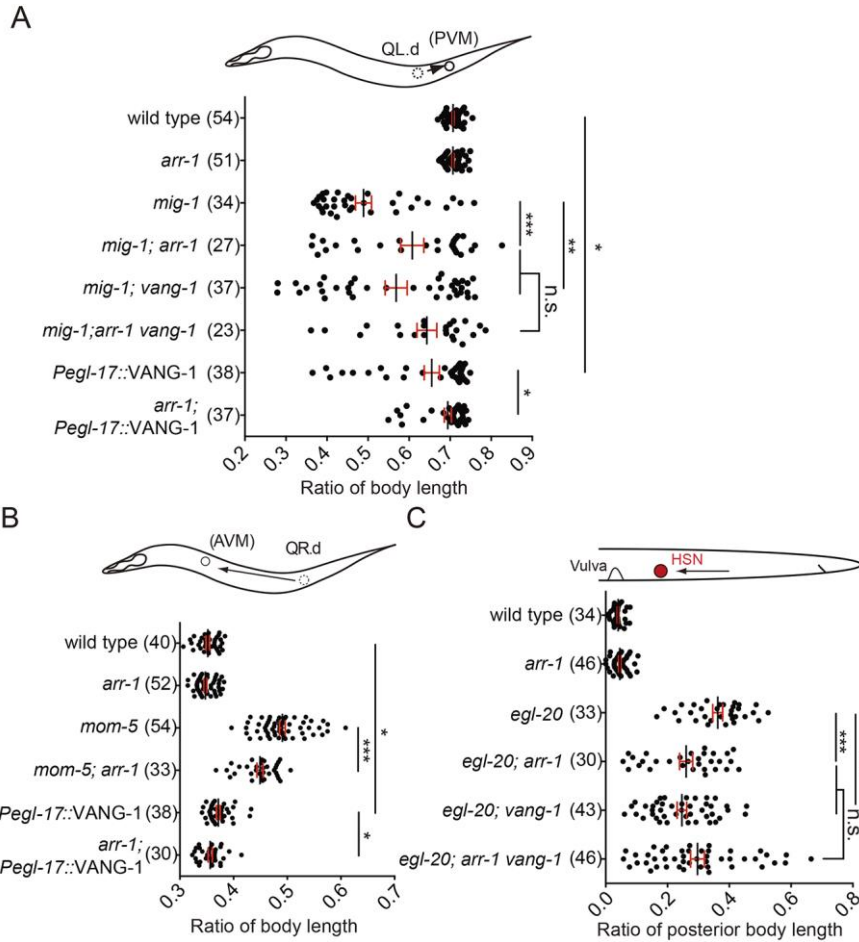 A
QL.d (PVM)
wild type (54)
arr-1 (51)
mig-1 (34)
mig-1; arr-1 (27)
mig-1; vang-1 (37)
mig-1;arr-1 vang-1 (23)
Pegl-17::VANG-1 (38)
arr-1;
Pegl-17::VANG-1 (37)
***
**
*
n.s.
*
0.2 0.3 0.4 0.5 0.6 0.7 0.8 0.9
Ratio of body length
B
(AVM) QR.d
wild type (40)
arr-1 (52)
mom-5 (54)
mom-5; arr-1 (33)
Pegl-17::VANG-1 (38)
arr-1;
Pegl-17::VANG-1 (30)
*
***
*
0.3 0.4 0.5 0.6 0.7
Ratio of body length
C
Vulva HSN
wild type (34)
arr-1 (46)
egl-20 (33)
egl-20; arr-1 (30)
egl-20; vang-1 (43)
egl-20; arr-1 vang-1 (46)
***
n.s.
0.0 0.2 0.4 0.6 0.8
Ratio of posterior body length